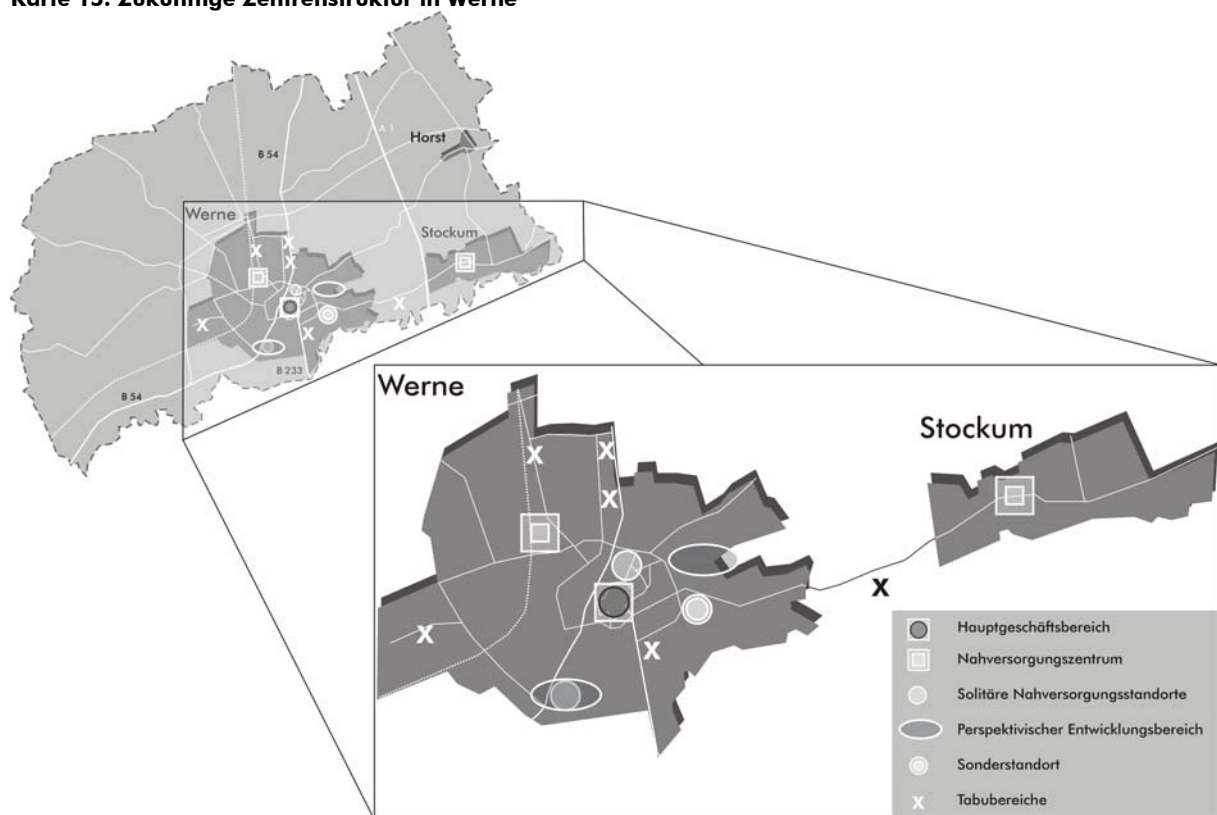 Karte 15: Zukünftige Zentrenstruktur in Werne
A 1
Horst
B 54
Werne
Stockum
X
X
X
X
X
X
B 233
B 54
Werne
Stockum
X
X
X
X
X
X
Hauptgeschäftsbereich
Nahversorgungszentrum
Solitäre Nahversorgungsstandorte
Perspektivischer Entwicklungsbereich
Sonderstandort
X Tabubereiche